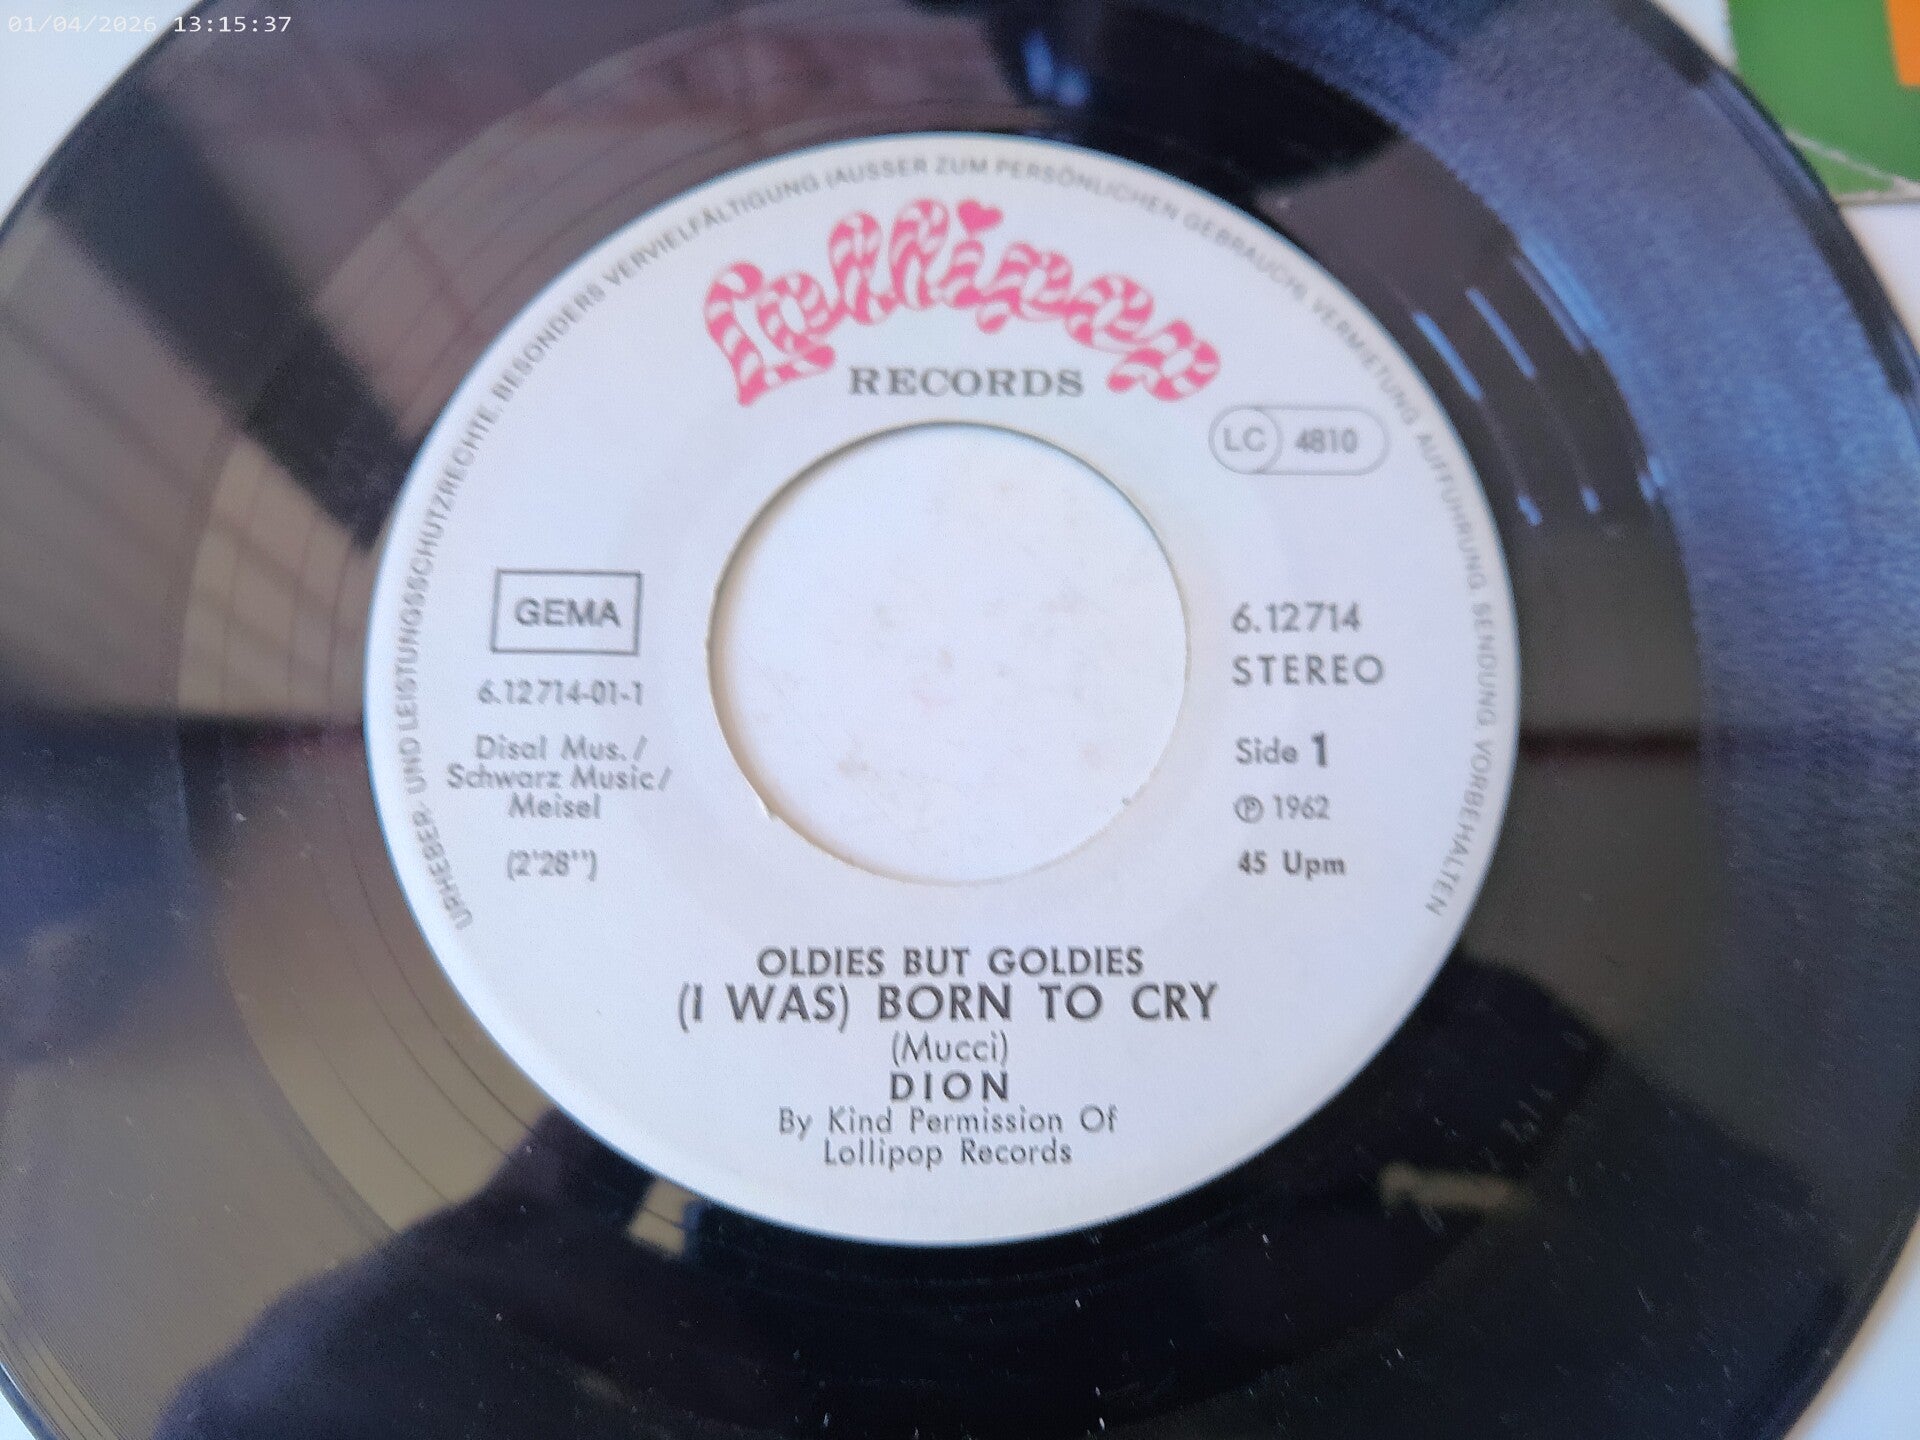 01/04/2026 13:15:37
URHEBER- UND LEISTUNGSSCHUTZRECHTE, BESONDERS VERVIELFÄLTIGUNG (AUSSER ZUM PERSÖNLICHEN GEBRAUCH), VERMIETUNG, AUFFÜHRUNG, SENDUNG, VORBEHALTEN
Lollipop
RECORDS
LC 4810
GEMA
6.12714-01-1
Disal Mus./
Schwarz Music/
Meisel
(2'28'')
6.12714
STEREO
Side 1
℗ 1962
45 Upm
OLDIES BUT GOLDIES
(I WAS) BORN TO CRY
(Mucci)
DION
By Kind Permission Of
Lollipop Records